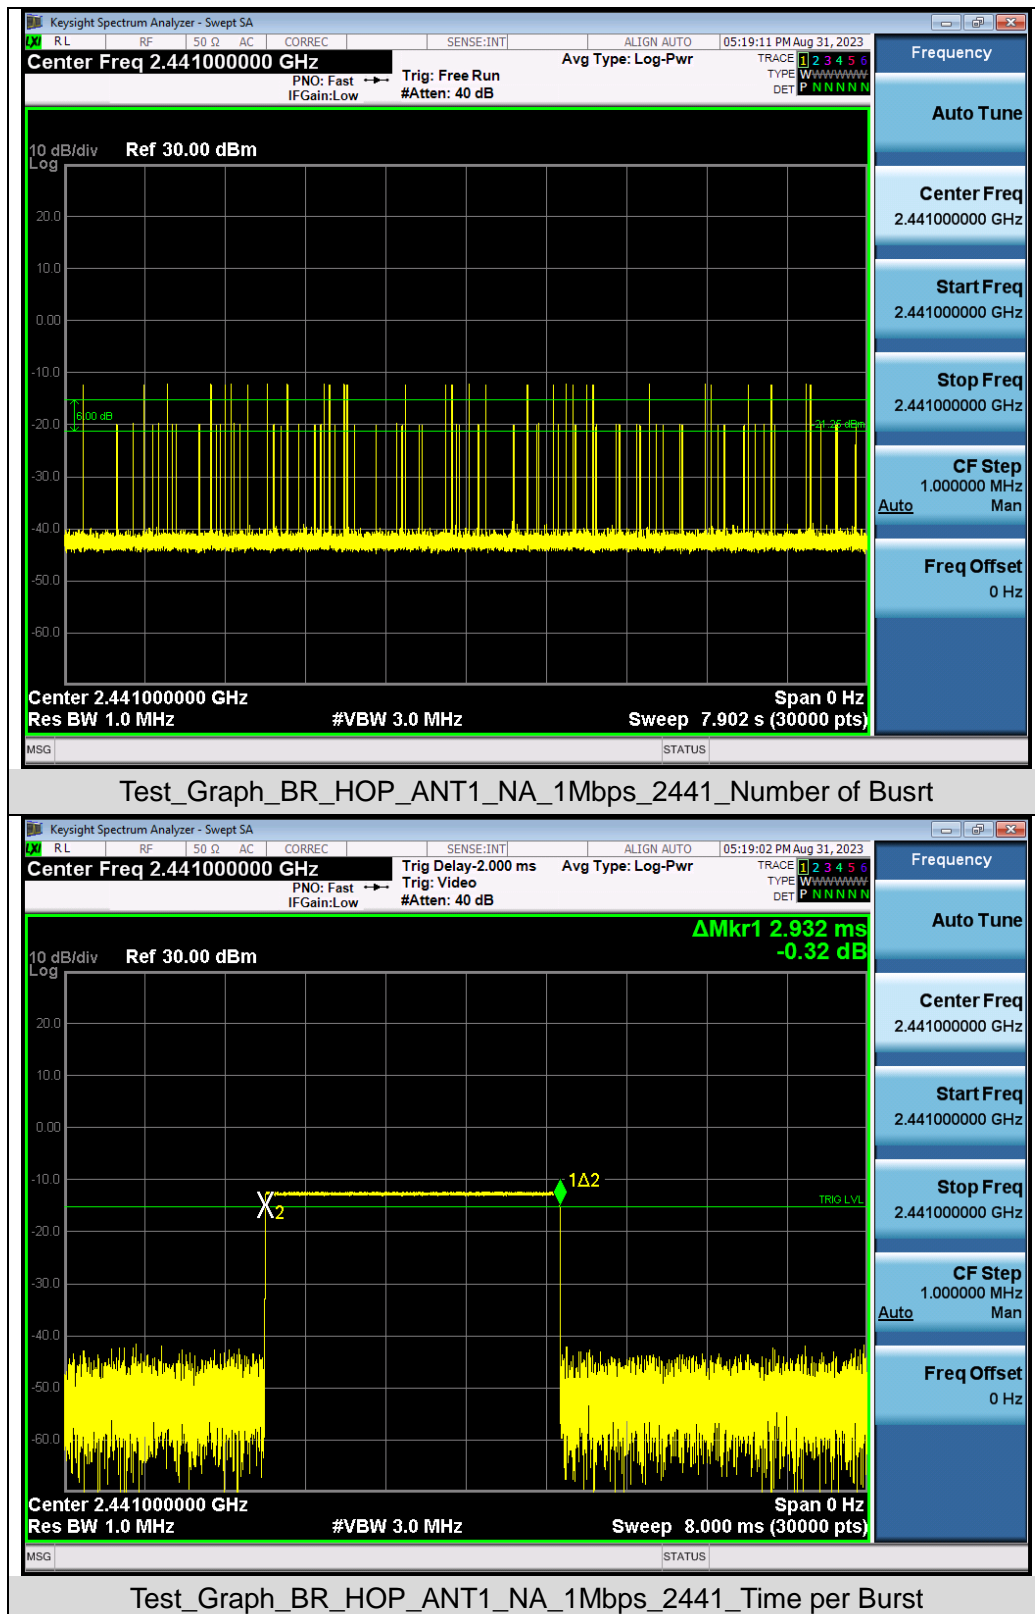 Keysight Spectrum Analyzer - Swept SA
LXI RL RF 50 Ω AC CORREC SENSE:INT ALIGN AUTO 05:19:11 PM Aug 31, 2023
Center Freq 2.441000000 GHz Avg Type: Log-Pwr TRACE 1 2 3 4 5 6
PNO: Fast Trig: Free Run TYPE WWWWWW
IFGain:Low #Atten: 40 dB DET P N N N N N
Frequency
Auto Tune
Center Freq
2.441000000 GHz
Start Freq
2.441000000 GHz
Stop Freq
2.441000000 GHz
CF Step
1.000000 MHz
Auto Man
Freq Offset
0 Hz
10 dB/div Ref 30.00 dBm
Log
20.0
10.0
0.00
-10.0
6.00 dB
-20.0 -21.25 dBm
-30.0
-40.0
-50.0
-60.0
Center 2.441000000 GHz Span 0 Hz
Res BW 1.0 MHz #VBW 3.0 MHz Sweep 7.902 s (30000 pts)
MSG STATUS
Test_Graph_BR_HOP_ANT1_NA_1Mbps_2441_Number of Busrt
Keysight Spectrum Analyzer - Swept SA
LXI RL RF 50 Ω AC CORREC SENSE:INT ALIGN AUTO 05:19:02 PM Aug 31, 2023
Center Freq 2.441000000 GHz Trig Delay-2.000 ms Avg Type: Log-Pwr TRACE 1 2 3 4 5 6
PNO: Fast Trig: Video TYPE WWWWWW
IFGain:Low #Atten: 40 dB DET P N N N N N
Frequency
Auto Tune
Center Freq
2.441000000 GHz
Start Freq
2.441000000 GHz
Stop Freq
2.441000000 GHz
CF Step
1.000000 MHz
Auto Man
Freq Offset
0 Hz
ΔMkr1 2.932 ms
-0.32 dB
10 dB/div Ref 30.00 dBm
Log
20.0
10.0
0.00
-10.0
1Δ2
TRIG LVL
2
-20.0
-30.0
-40.0
-50.0
-60.0
Center 2.441000000 GHz Span 0 Hz
Res BW 1.0 MHz #VBW 3.0 MHz Sweep 8.000 ms (30000 pts)
MSG STATUS
Test_Graph_BR_HOP_ANT1_NA_1Mbps_2441_Time per Burst